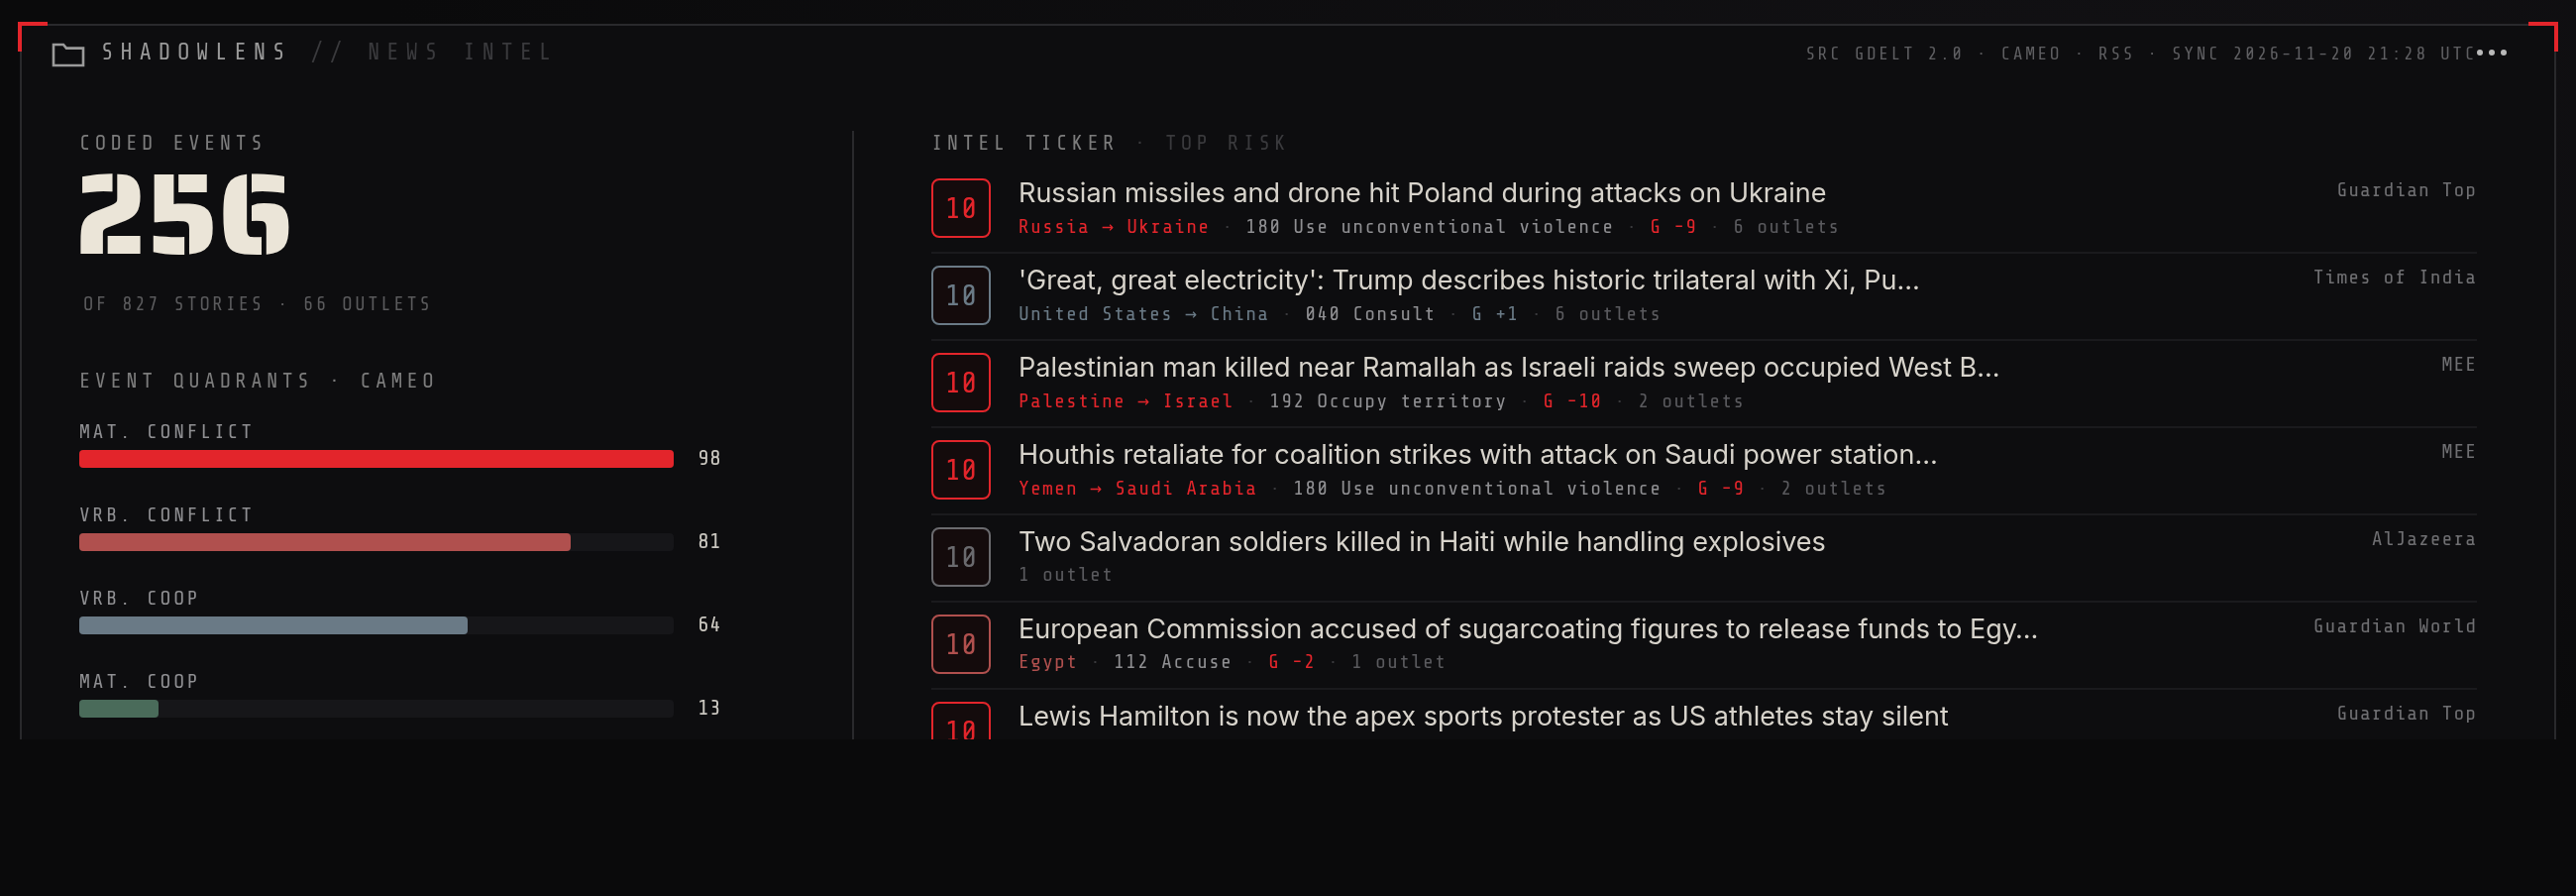 SHADOWLENS // NEWS INTEL
SRC GDELT 2.0 · CAMEO · RSS · SYNC 2026-11-20 21:28 UTC
CODED EVENTS
256
OF 827 STORIES · 66 OUTLETS
EVENT QUADRANTS · CAMEO
MAT. CONFLICT
98
VRB. CONFLICT
81
VRB. COOP
64
MAT. COOP
13
INTEL TICKER · TOP RISK
10 Russian missiles and drone hit Poland during attacks on Ukraine Guardian Top
Russia → Ukraine · 180 Use unconventional violence · G -9 · 6 outlets
10 'Great, great electricity': Trump describes historic trilateral with Xi, Pu... Times of India
United States → China · 040 Consult · G +1 · 6 outlets
10 Palestinian man killed near Ramallah as Israeli raids sweep occupied West B... MEE
Palestine → Israel · 192 Occupy territory · G -10 · 2 outlets
10 Houthis retaliate for coalition strikes with attack on Saudi power station... MEE
Yemen → Saudi Arabia · 180 Use unconventional violence · G -9 · 2 outlets
10 Two Salvadoran soldiers killed in Haiti while handling explosives AlJazeera
1 outlet
10 European Commission accused of sugarcoating figures to release funds to Egy... Guardian World
Egypt · 112 Accuse · G -2 · 1 outlet
10 Lewis Hamilton is now the apex sports protester as US athletes stay silent Guardian Top